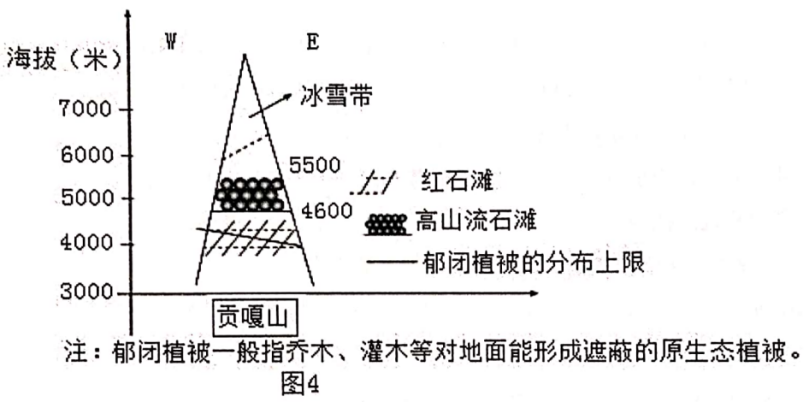 W E
海拔（米）
7000
冰雪带
6000
5500
红石滩
5000
4600
高山流石滩
4000
郁闭植被的分布上限
3000
贡嘎山
注：郁闭植被一般指乔木、灌木等对地面能形成遮蔽的原生态植被。
图4